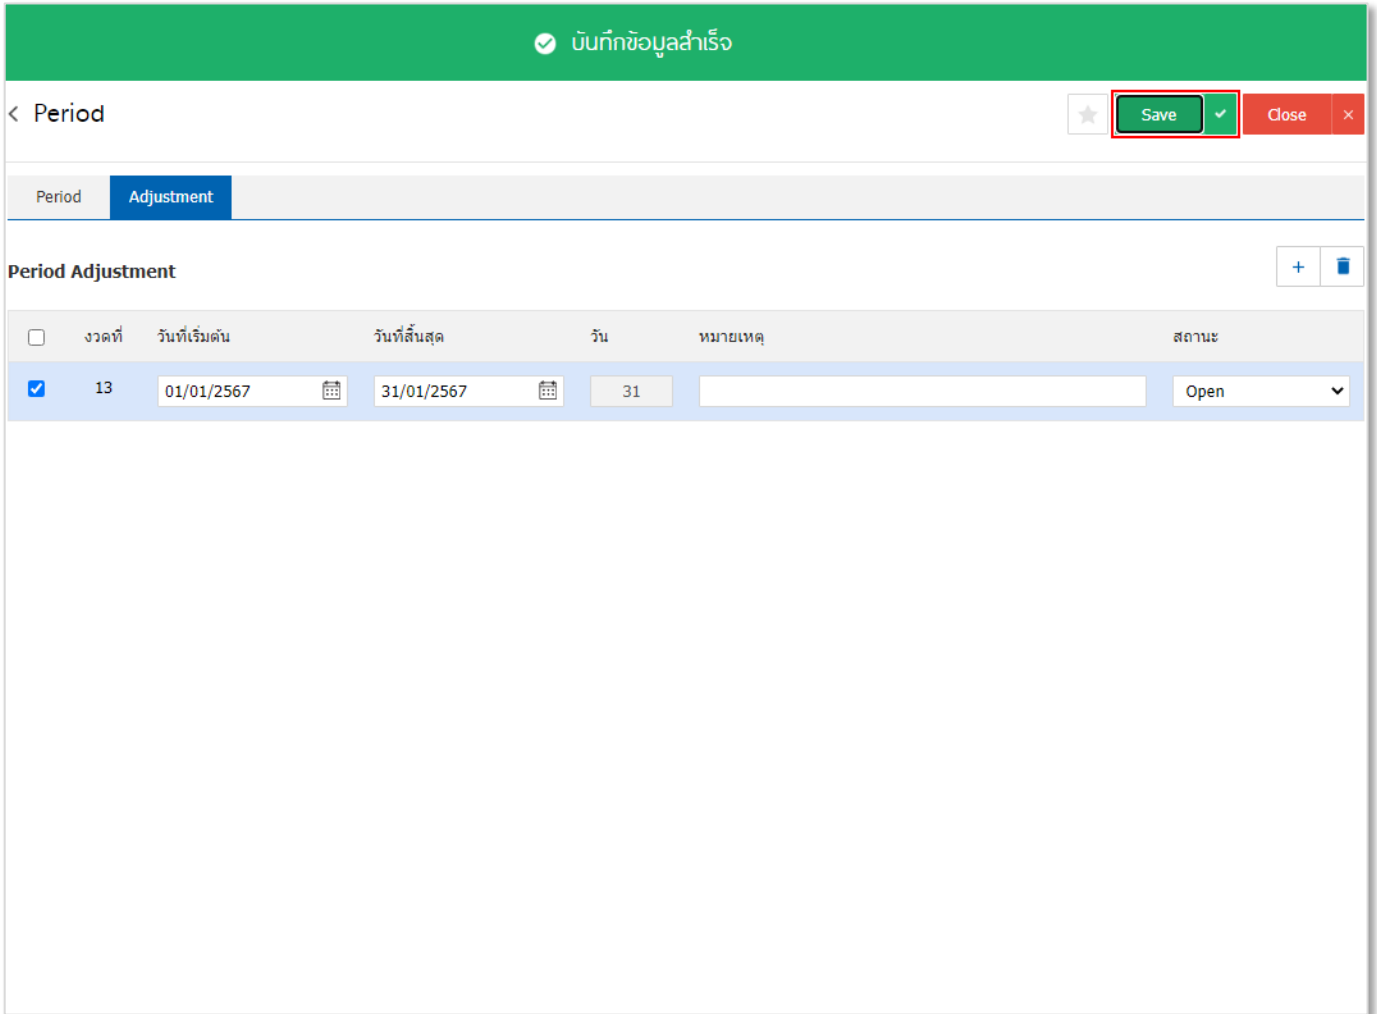 บันทึกข้อมูลสำเร็จ
Period
Save
Close
Period Adjustment
Period Adjustment
งวดที่ วันที่เริ่มต้น วันที่สิ้นสุด วัน หมายเหตุ สถานะ
13 01/01/2567 31/01/2567 31 Open